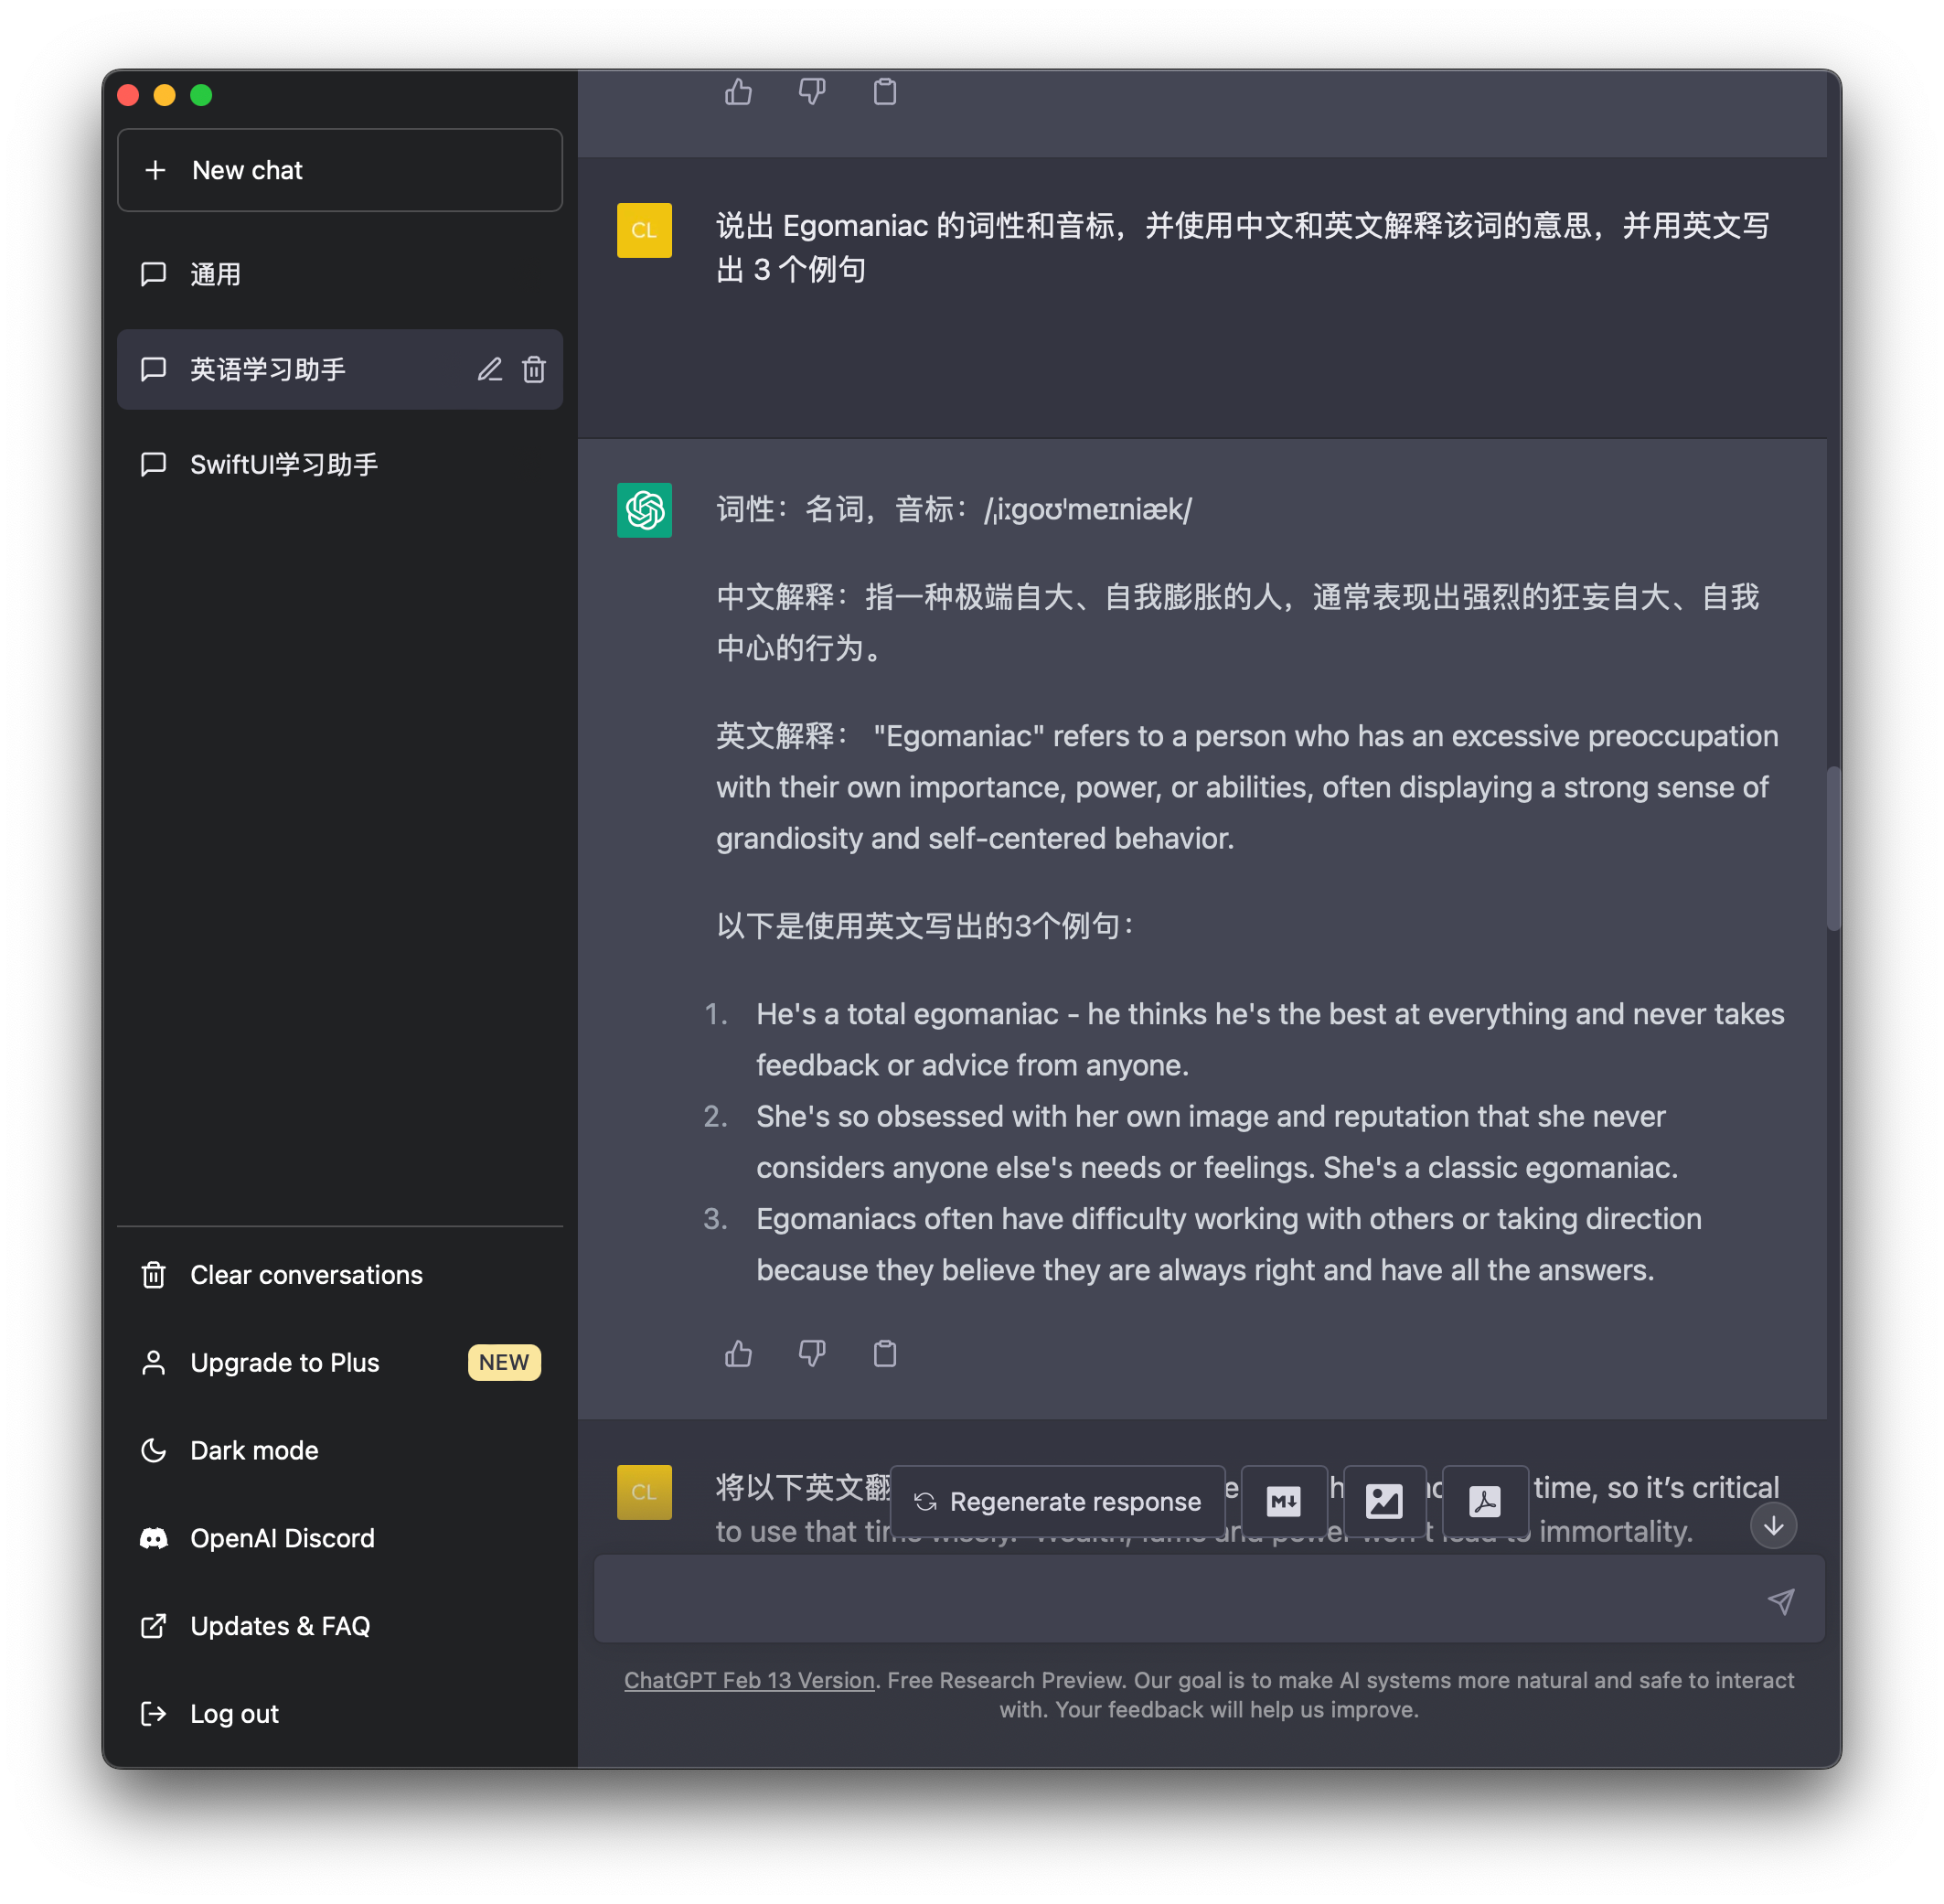 New chat
通用
英语学习助手
SwiftUI学习助手
Clear conversations
Upgrade to Plus NEW
Dark mode
OpenAI Discord
Updates & FAQ
Log out
CL
说出 Egomaniac 的词性和音标，并使用中文和英文解释该词的意思，并用英文写
出 3 个例句
词性：名词，音标：/ˌiːɡoʊˈmeɪniæk/
中文解释：指一种极端自大、自我膨胀的人，通常表现出强烈的狂妄自大、自我
中心的行为。
英文解释： "Egomaniac" refers to a person who has an excessive preoccupation
with their own importance, power, or abilities, often displaying a strong sense of
grandiosity and self-centered behavior.
以下是使用英文写出的3个例句：
1. He's a total egomaniac - he thinks he's the best at everything and never takes
feedback or advice from anyone.
2. She's so obsessed with her own image and reputation that she never
considers anyone else's needs or feelings. She's a classic egomaniac.
3. Egomaniacs often have difficulty working with others or taking direction
because they believe they are always right and have all the answers.
CL
将以下英文翻 time, so it’s critical
to use that time wisely. Wealth, fame and power won't lead to immortality.
Regenerate response
M
ChatGPT Feb 13 Version. Free Research Preview. Our goal is to make AI systems more natural and safe to interact
with. Your feedback will help us improve.